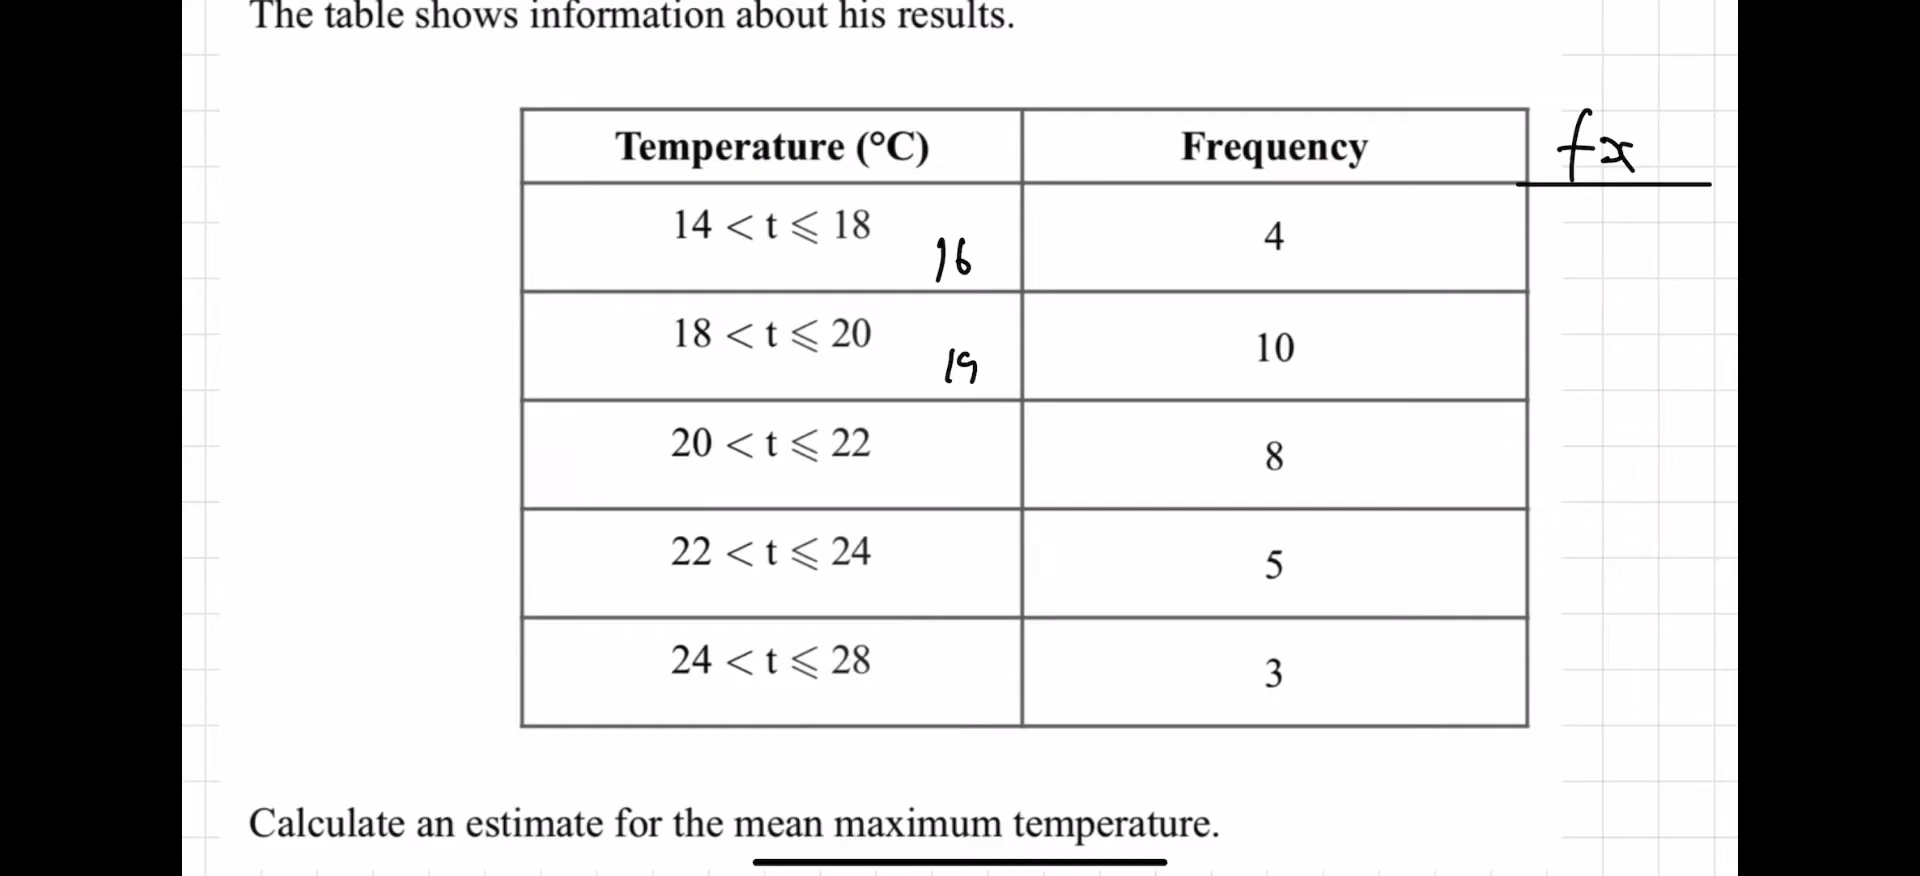 The table shows information about his results.
Temperature (°C) Frequency fx
14 < t ⩽ 18 16 4
18 < t ⩽ 20 19 10
20 < t ⩽ 22 8
22 < t ⩽ 24 5
24 < t ⩽ 28 3
Calculate an estimate for the mean maximum temperature.